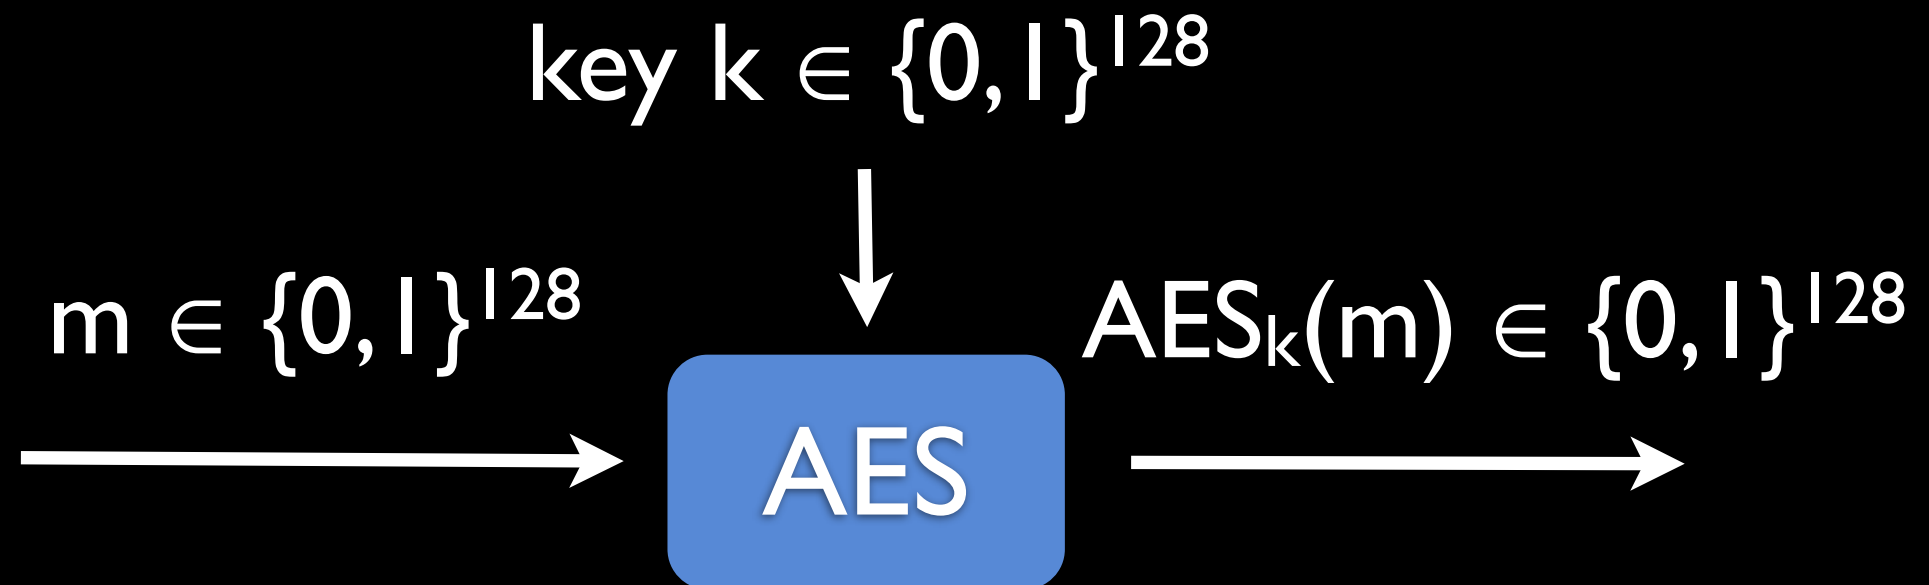 key k ∈ {0,1}¹²⁸
m ∈ {0,1}¹²⁸
AESₖ(m) ∈ {0,1}¹²⁸
AES